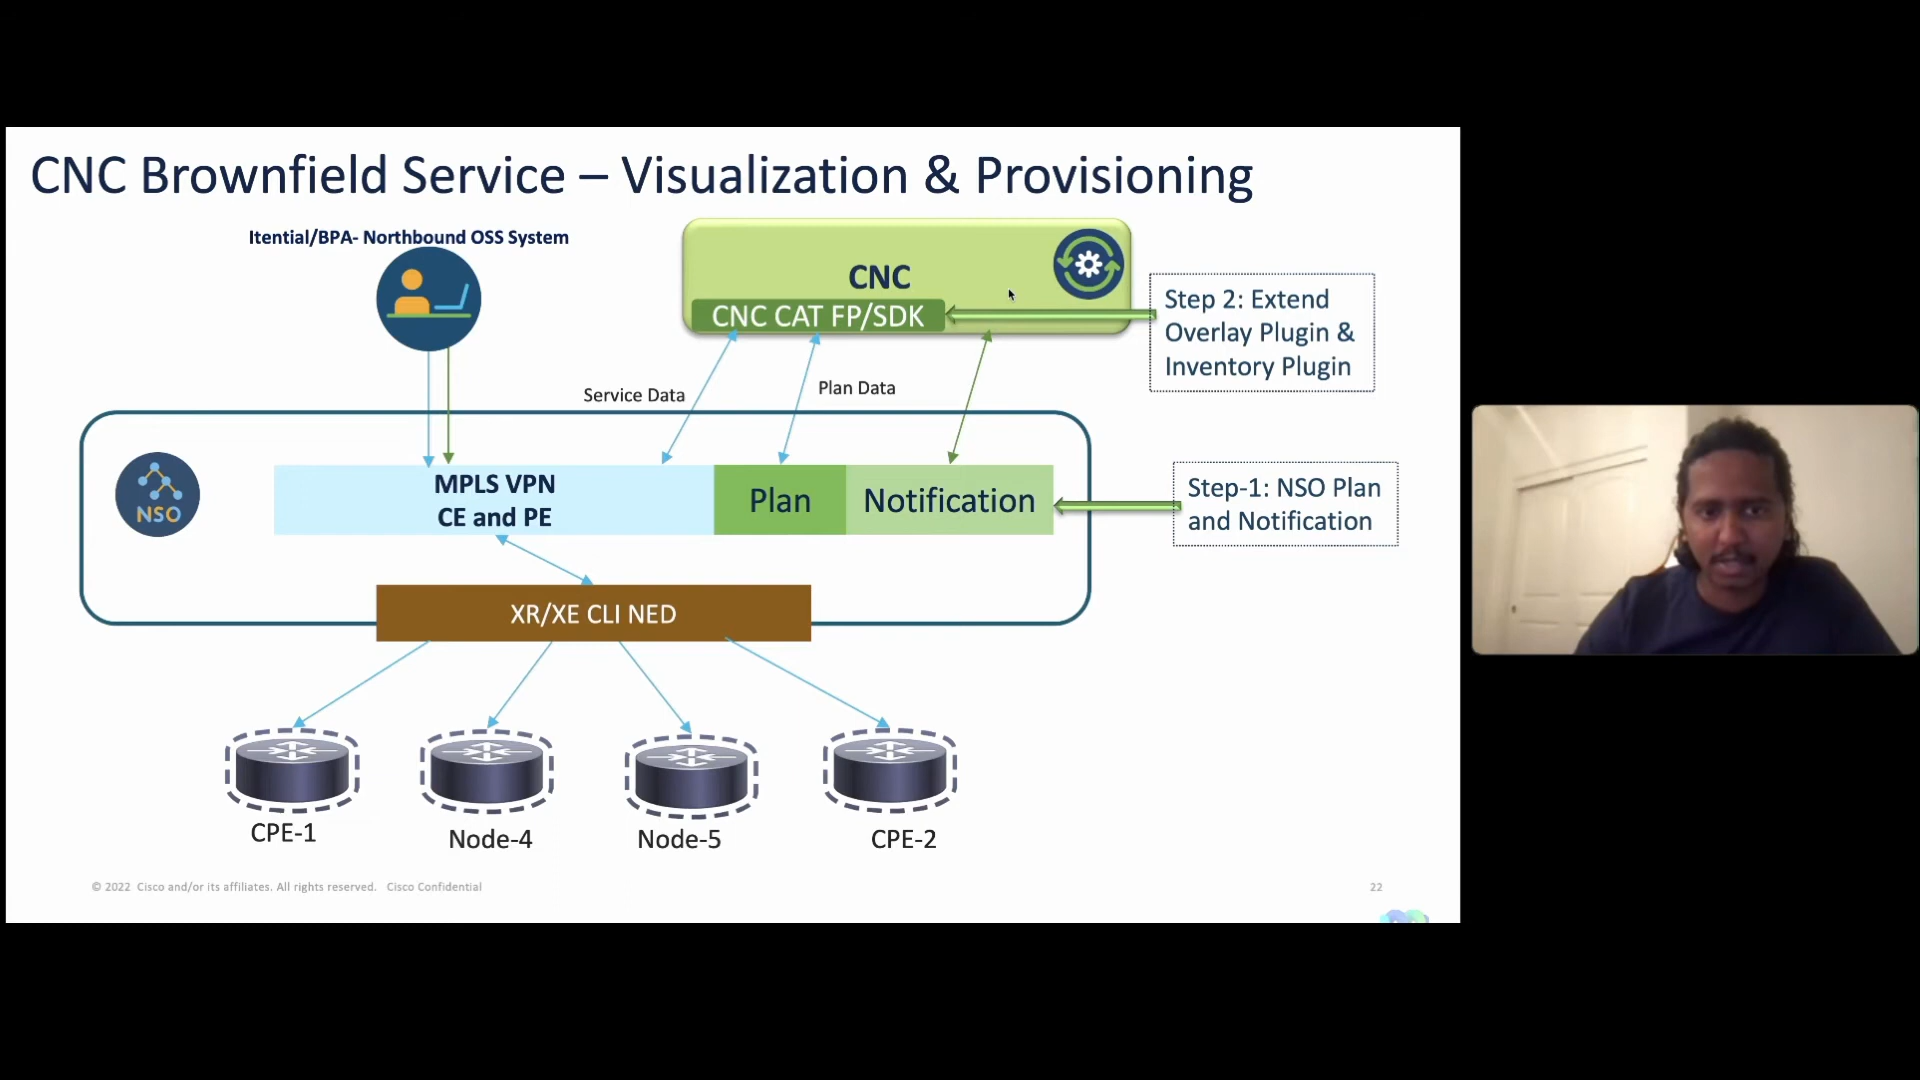 CNC Brownfield Service – Visualization & Provisioning
Itential/BPA- Northbound OSS System
CNC
CNC CAT FP/SDK
Step 2: Extend
Overlay Plugin &
Inventory Plugin
Service Data
Plan Data
NSO
MPLS VPN
CE and PE
Plan
Notification
Step-1: NSO Plan
and Notification
XR/XE CLI NED
CPE-1
Node-4
Node-5
CPE-2
© 2022 Cisco and/or its affiliates. All rights reserved. Cisco Confidential
22